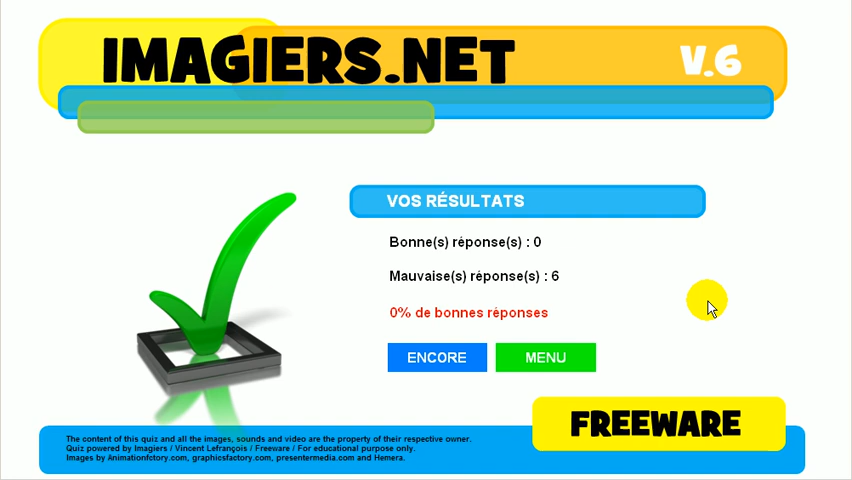 IMAGIERS.NET
V.6
VOS RÉSULTATS
Bonne(s) réponse(s) : 0
Mauvaise(s) réponse(s) : 6
0% de bonnes réponses
ENCORE
MENU
FREEWARE
The content of this quiz and all the images, sounds and video are the property of their respective owner.
Quiz powered by Imagiers / Vincent Lefrançois / Freeware / For educational purpose only.
Images by Animationfctory.com, graphicsfactory.com, presentermedia.com and Hemera.